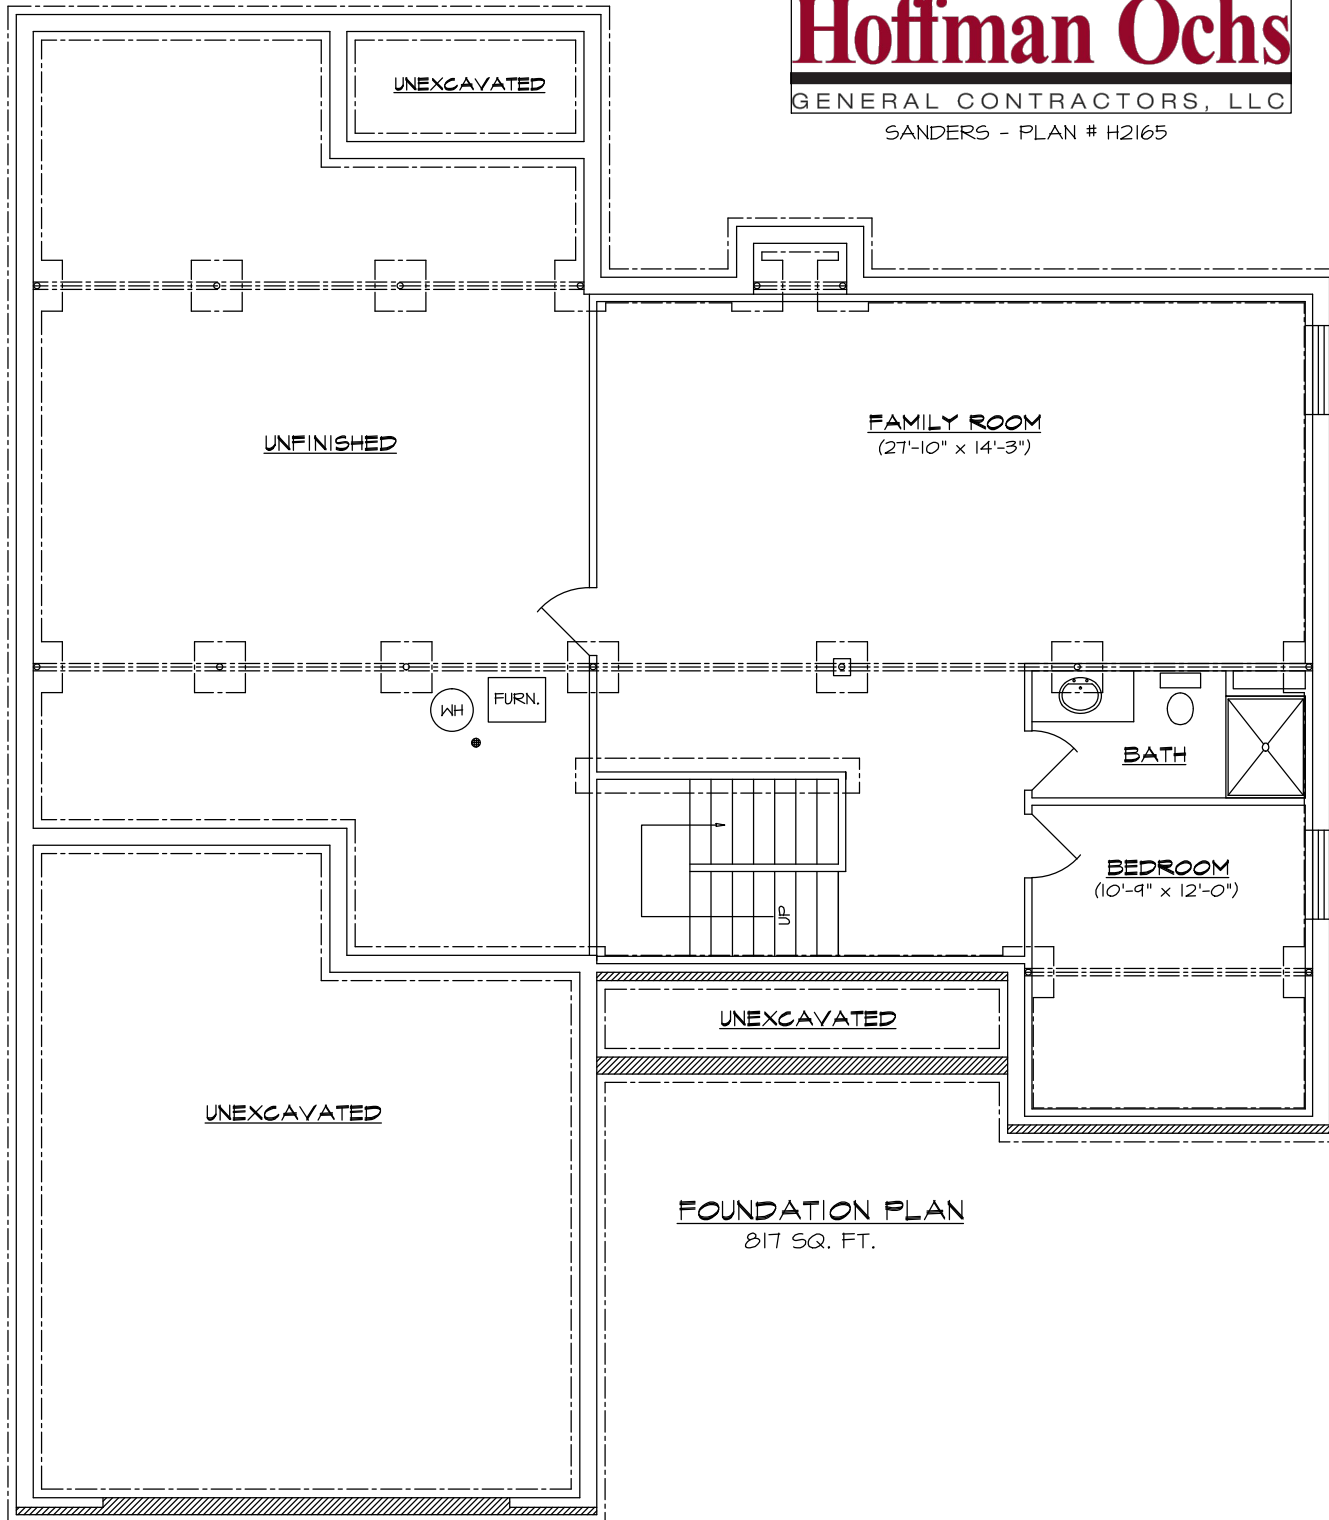 Hoffman Ochs
GENERAL CONTRACTORS, LLC
SANDERS - PLAN # H2165
UNEXCAVATED
UNFINISHED
FAMILY ROOM
(27'-10" x 14'-3")
WH
FURN.
BATH
BEDROOM
(10'-9" x 12'-0")
UP
UNEXCAVATED
UNEXCAVATED
FOUNDATION PLAN
817 SQ. FT.